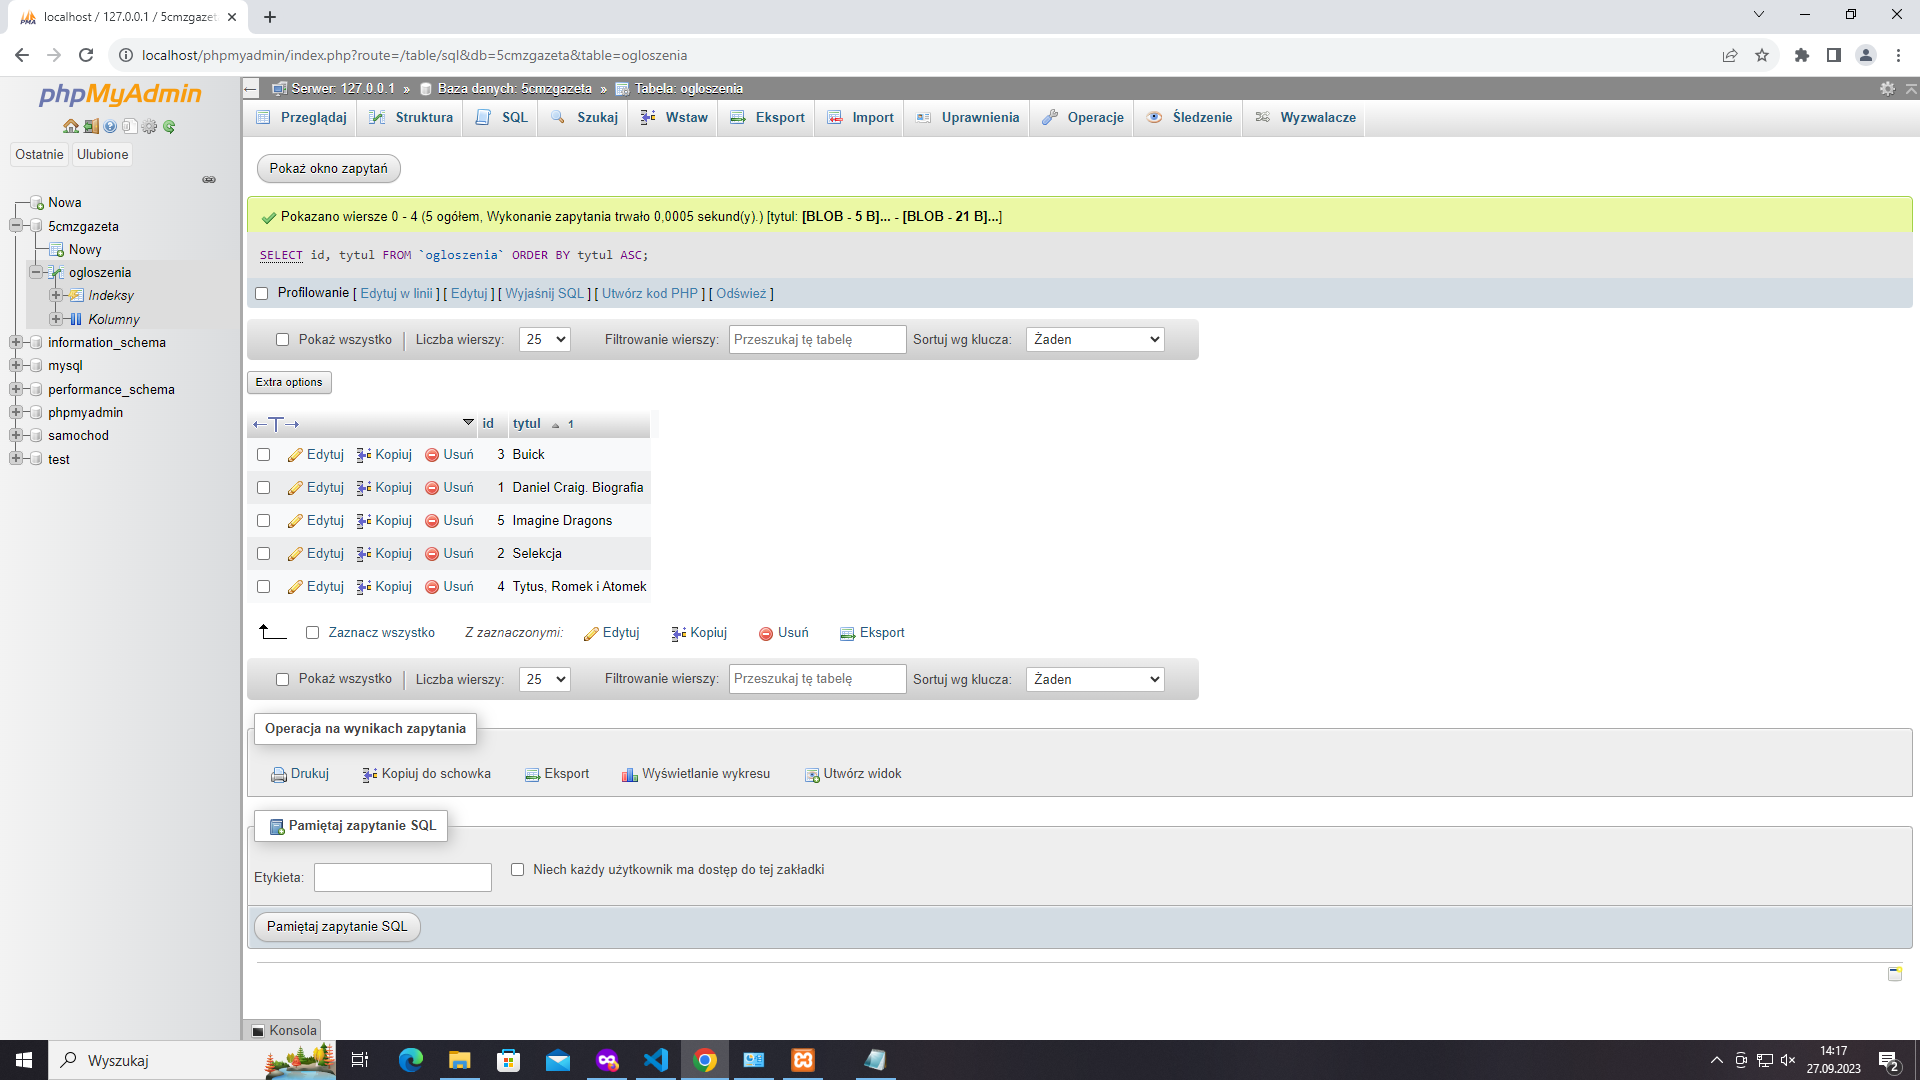 localhost / 127.0.0.1 / 5cmzgazet
localhost/phpmyadmin/index.php?route=/table/sql&db=5cmzgazeta&table=ogloszenia
phpMyAdmin
Ostatnie Ulubione
Nowa
5cmzgazeta
Nowy
ogloszenia
Indeksy
Kolumny
information_schema
mysql
performance_schema
phpmyadmin
samochod
test
Serwer: 127.0.0.1 » Baza danych: 5cmzgazeta » Tabela: ogloszenia
Przeglądaj Struktura SQL Szukaj Wstaw Eksport Import Uprawnienia Operacje Śledzenie Wyzwalacze
Pokaż okno zapytań
Pokazano wiersze 0 - 4 (5 ogółem, Wykonanie zapytania trwało 0,0005 sekund(y).) [tytul: [BLOB - 5 B]... - [BLOB - 21 B]...]
SELECT id, tytul FROM `ogloszenia` ORDER BY tytul ASC;
Profilowanie [ Edytuj w linii ] [ Edytuj ] [ Wyjaśnij SQL ] [ Utwórz kod PHP ] [ Odśwież ]
Pokaż wszystko Liczba wierszy: 25 Filtrowanie wierszy: Przeszukaj tę tabelę Sortuj wg klucza: Żaden
Extra options
←T→ id tytul 1
Edytuj Kopiuj Usuń 3 Buick
Edytuj Kopiuj Usuń 1 Daniel Craig. Biografia
Edytuj Kopiuj Usuń 5 Imagine Dragons
Edytuj Kopiuj Usuń 2 Selekcja
Edytuj Kopiuj Usuń 4 Tytus, Romek i Atomek
Zaznacz wszystko Z zaznaczonymi: Edytuj Kopiuj Usuń Eksport
Pokaż wszystko Liczba wierszy: 25 Filtrowanie wierszy: Przeszukaj tę tabelę Sortuj wg klucza: Żaden
Operacja na wynikach zapytania
Drukuj Kopiuj do schowka Eksport Wyświetlanie wykresu Utwórz widok
Pamiętaj zapytanie SQL
Etykieta: Niech każdy użytkownik ma dostęp do tej zakładki
Pamiętaj zapytanie SQL
Konsola
Wyszukaj
14:17
27.09.2023
2